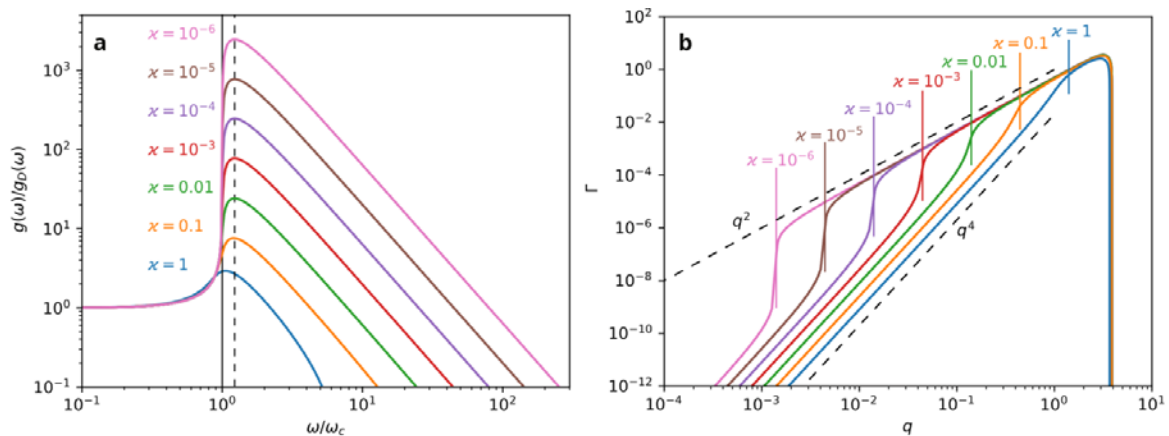 a
g(ω)/g_D(ω)
10³
10²
10¹
10⁰
10⁻¹
ϰ = 10⁻⁶
ϰ = 10⁻⁵
ϰ = 10⁻⁴
ϰ = 10⁻³
ϰ = 0.01
ϰ = 0.1
ϰ = 1
10⁻¹ 10⁰ 10¹ 10²
ω/ω_c
b
Γ
10²
10⁰
10⁻²
10⁻⁴
10⁻⁶
10⁻⁸
10⁻¹⁰
10⁻¹²
ϰ = 1
ϰ = 0.1
ϰ = 0.01
ϰ = 10⁻³
ϰ = 10⁻⁴
ϰ = 10⁻⁵
ϰ = 10⁻⁶
q²
q⁴
10⁻⁴ 10⁻³ 10⁻² 10⁻¹ 10⁰ 10¹
q